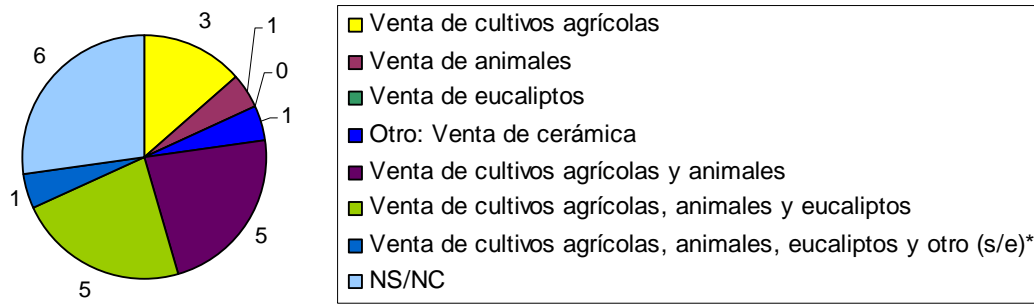 3
1
0
1
5
5
1
6
Venta de cultivos agrícolas
Venta de animales
Venta de eucaliptos
Otro: Venta de cerámica
Venta de cultivos agrícolas y animales
Venta de cultivos agrícolas, animales y eucaliptos
Venta de cultivos agrícolas, animales, eucaliptos y otro (s/e)*
NS/NC